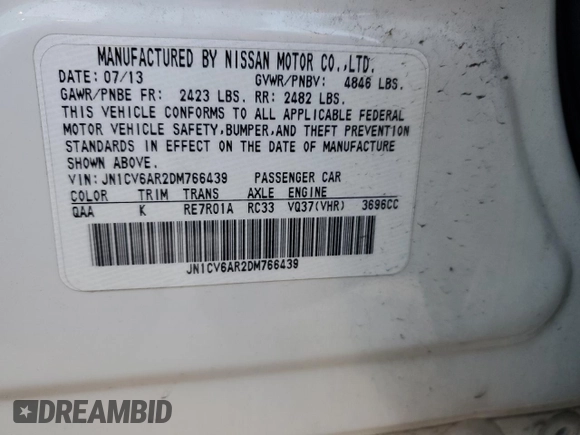 MANUFACTURED BY NISSAN MOTOR CO.,LTD.
DATE: 07/13 GVWR/PNBV: 4846 LBS.
GAWR/PNBE FR: 2423 LBS. RR: 2482 LBS.
THIS VEHICLE CONFORMS TO ALL APPLICABLE FEDERAL
MOTOR VEHICLE SAFETY, BUMPER, AND THEFT PREVENTION
STANDARDS IN EFFECT ON THE DATE OF MANUFACTURE
SHOWN ABOVE.
VIN: JN1CV6AR2DM766439 PASSENGER CAR
COLOR TRIM TRANS AXLE ENGINE
QAA K RE7R01A RC33 VQ37(VHR) 3696CC
JN1CV6AR2DM766439
DREAMBID